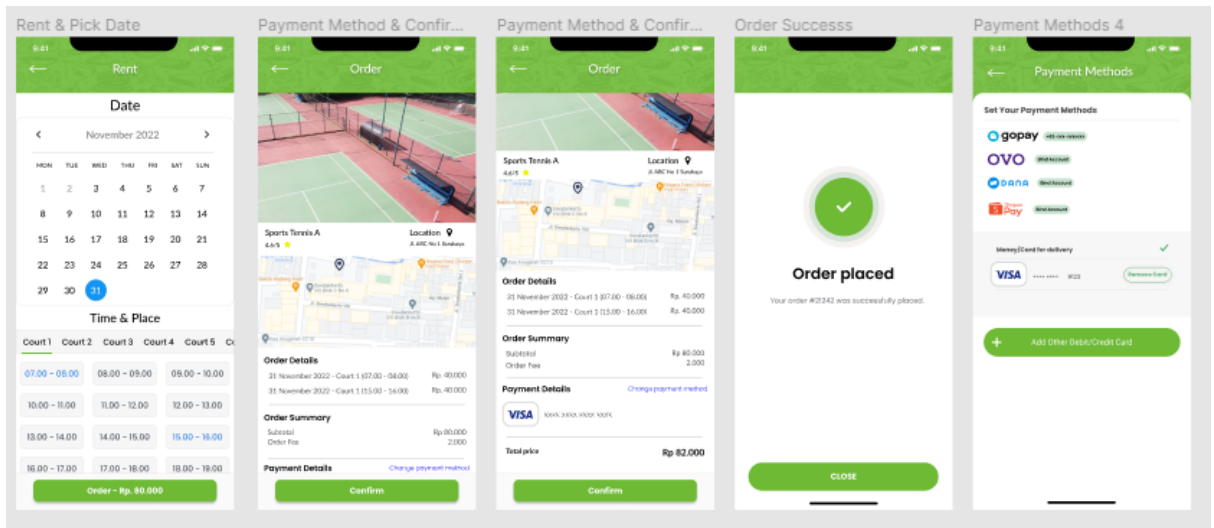 Rent & Pick Date
9:41
Rent
Date
November 2022
MON TUE WED THU FRI SAT SUN
1 2 3 4 5 6 7
8 9 10 11 12 13 14
15 16 17 18 19 20 21
22 23 24 25 26 27 28
29 30 31
Time & Place
Court 1 Court 2 Court 3 Court 4 Court 5
07.00 - 08.00 08.00 - 09.00 09.00 - 10.00
10.00 - 11.00 11.00 - 12.00 12.00 - 13.00
13.00 - 14.00 14.00 - 15.00 15.00 - 16.00
16.00 - 17.00 17.00 - 18.00 18.00 - 19.00
Order - Rp. 80.000
Payment Method & Confir...
9:41
Order
Sports Tennis A Location
4.6/5 Jl. ABC No 1 Surabaya
Order Details
31 November 2022 - Court 1 (07.00 - 08.00) Rp. 40.000
31 November 2022 - Court 1 (15.00 - 16.00) Rp. 40.000
Order Summary
Subtotal Rp 80.000
Order Fee 2.000
Payment Details Change payment method
Confirm
Payment Method & Confir...
9:41
Order
Sports Tennis A Location
4.6/5 Jl. ABC No 1 Surabaya
Order Details
31 November 2022 - Court 1 (07.00 - 08.00) Rp. 40.000
31 November 2022 - Court 1 (15.00 - 16.00) Rp. 40.000
Order Summary
Subtotal Rp 80.000
Order Fee 2.000
Payment Details Change payment method
VISA
Total price Rp 82.000
Confirm
Order Successs
9:41
Order placed
Your order #21242 was successfully placed.
CLOSE
Payment Methods 4
9:41
Payment Methods
Set Your Payment Methods
gopay
OVO Bind Account
DANA Bind Account
Shopee Pay Bind Account
Money/Card for delivery
VISA Remove Card
+ Add Other Debit/Credit Card